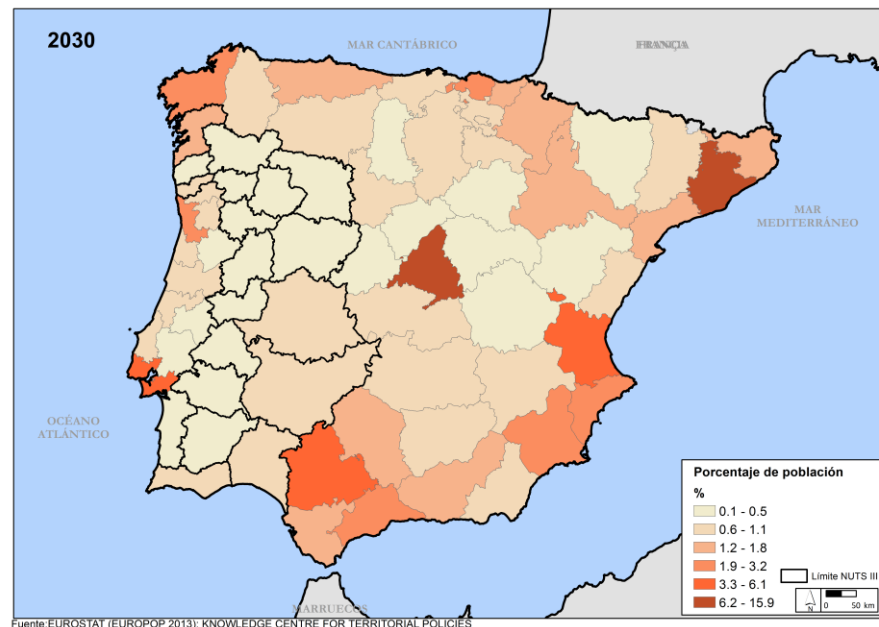 2030
MAR CANTÁBRICO
FRANÇIA
MAR
MEDITERRÁNEO
OCÉANO
ATLÁNTICO
MARRUECOS
Porcentaje de población
%
0.1 - 0.5
0.6 - 1.1
1.2 - 1.8
1.9 - 3.2
3.3 - 6.1
6.2 - 15.9
Límite NUTS III
N
0 50 km
Fuente:EUROSTAT (EUROPOP 2013); KNOWLEDGE CENTRE FOR TERRITORIAL POLICIES